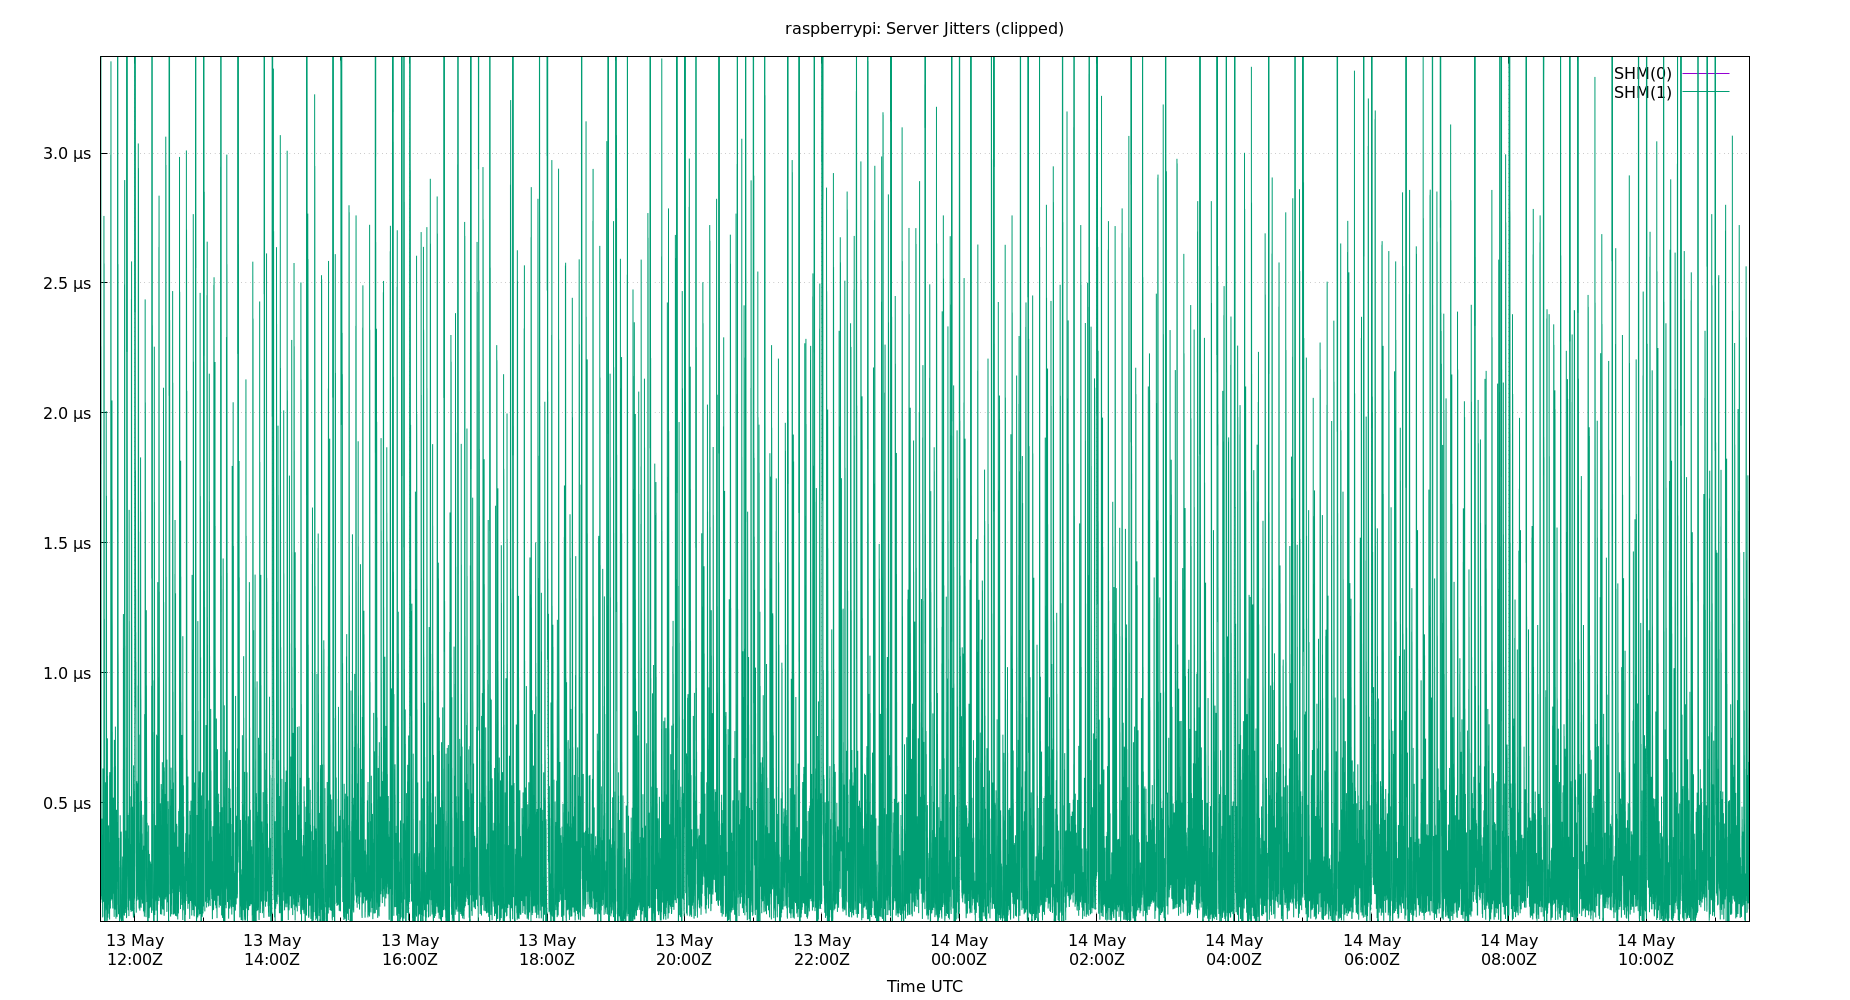 raspberrypi: Server Jitters (clipped)
SHM(0)
SHM(1)
3.0 µs
2.5 µs
2.0 µs
1.5 µs
1.0 µs
0.5 µs
13 May 13 May 13 May 13 May 13 May 13 May 14 May 14 May 14 May 14 May 14 May 14 May
12:00Z 14:00Z 16:00Z 18:00Z 20:00Z 22:00Z 00:00Z 02:00Z 04:00Z 06:00Z 08:00Z 10:00Z
Time UTC